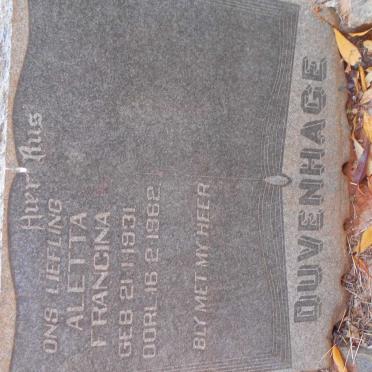 Hier Rus
ONS LIEFLING
ALETTA
FRANCINA
GEB 21·1·1931
OORL 16·2·1962
BLY MET MY HEER
DUVENHAGE